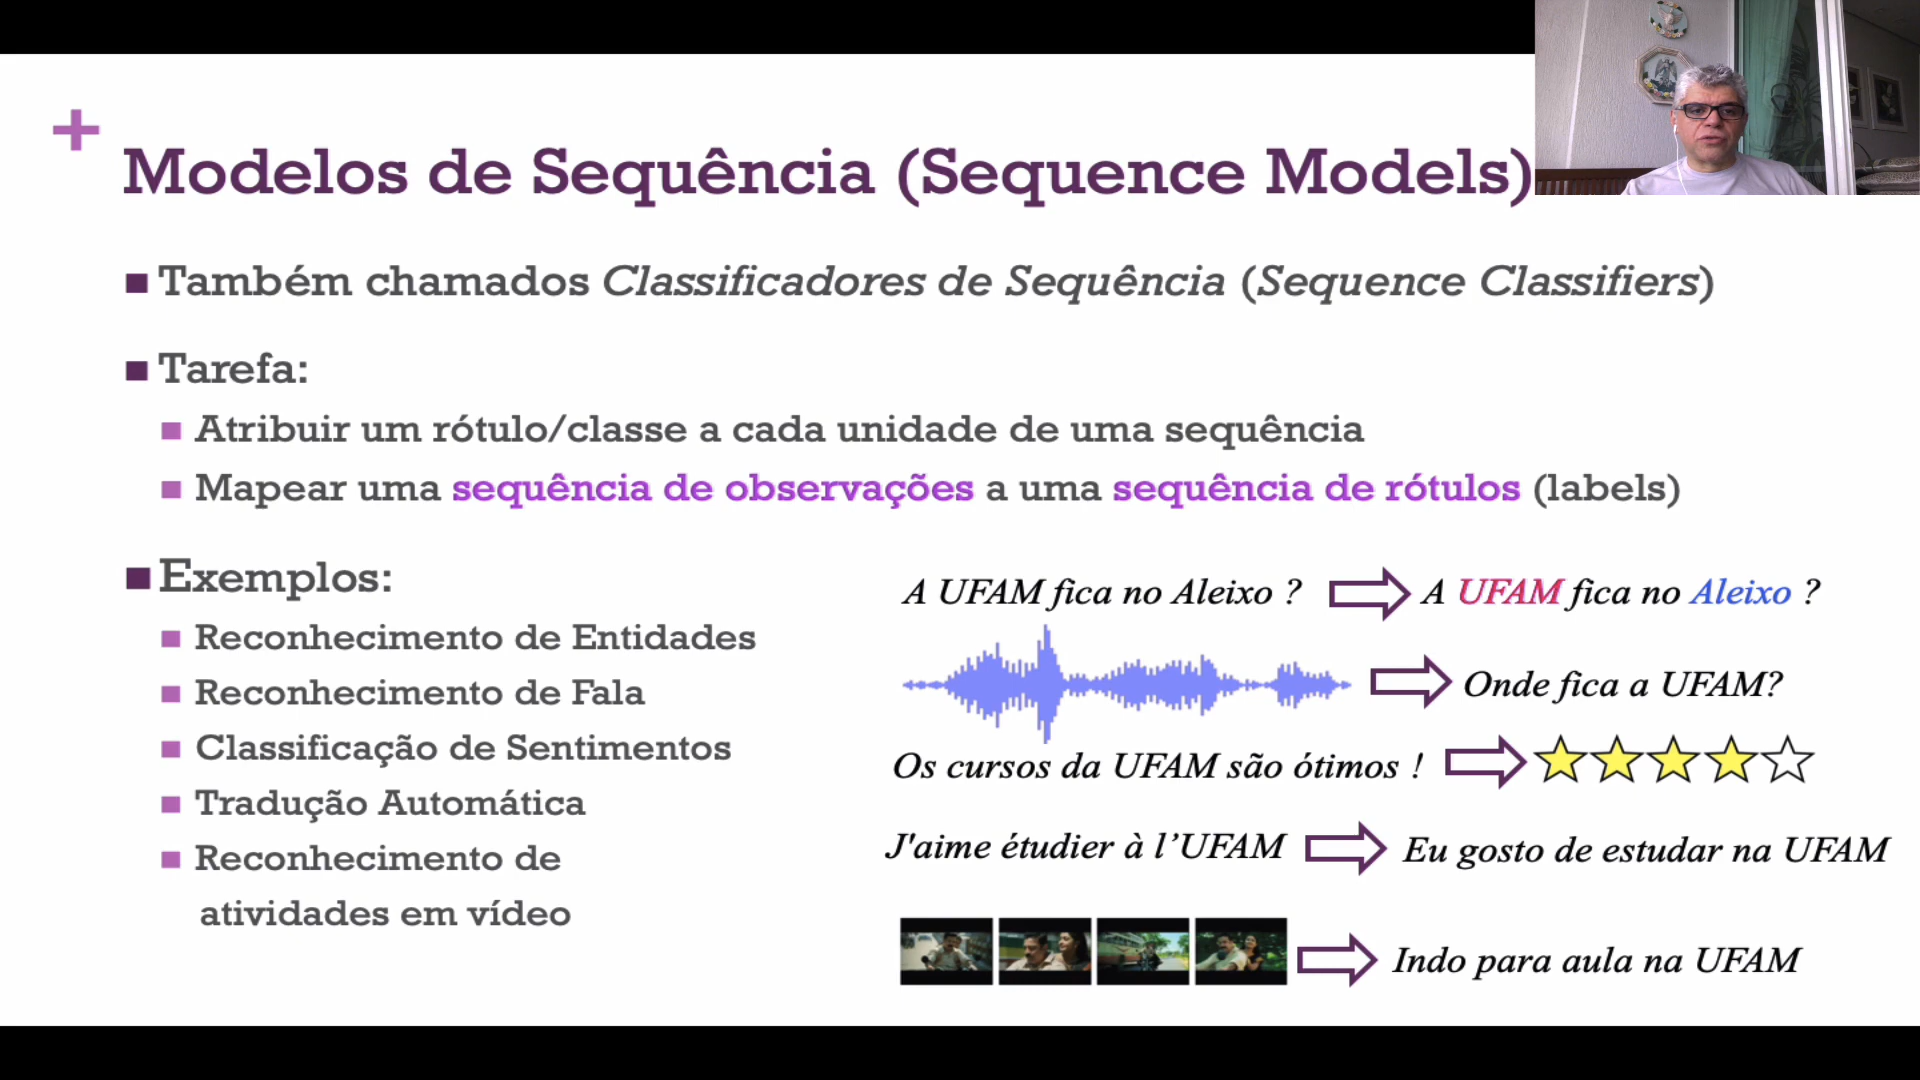 +
Modelos de Sequência (Sequence Models)
Também chamados Classificadores de Sequência (Sequence Classifiers)
Tarefa:
Atribuir um rótulo/classe a cada unidade de uma sequência
Mapear uma sequência de observações a uma sequência de rótulos (labels)
Exemplos:
Reconhecimento de Entidades
Reconhecimento de Fala
Classificação de Sentimentos
Tradução Automática
Reconhecimento de
atividades em vídeo
A UFAM fica no Aleixo ? A UFAM fica no Aleixo ?
Onde fica a UFAM?
Os cursos da UFAM são ótimos !
J'aime étudier à l’UFAM Eu gosto de estudar na UFAM
Indo para aula na UFAM